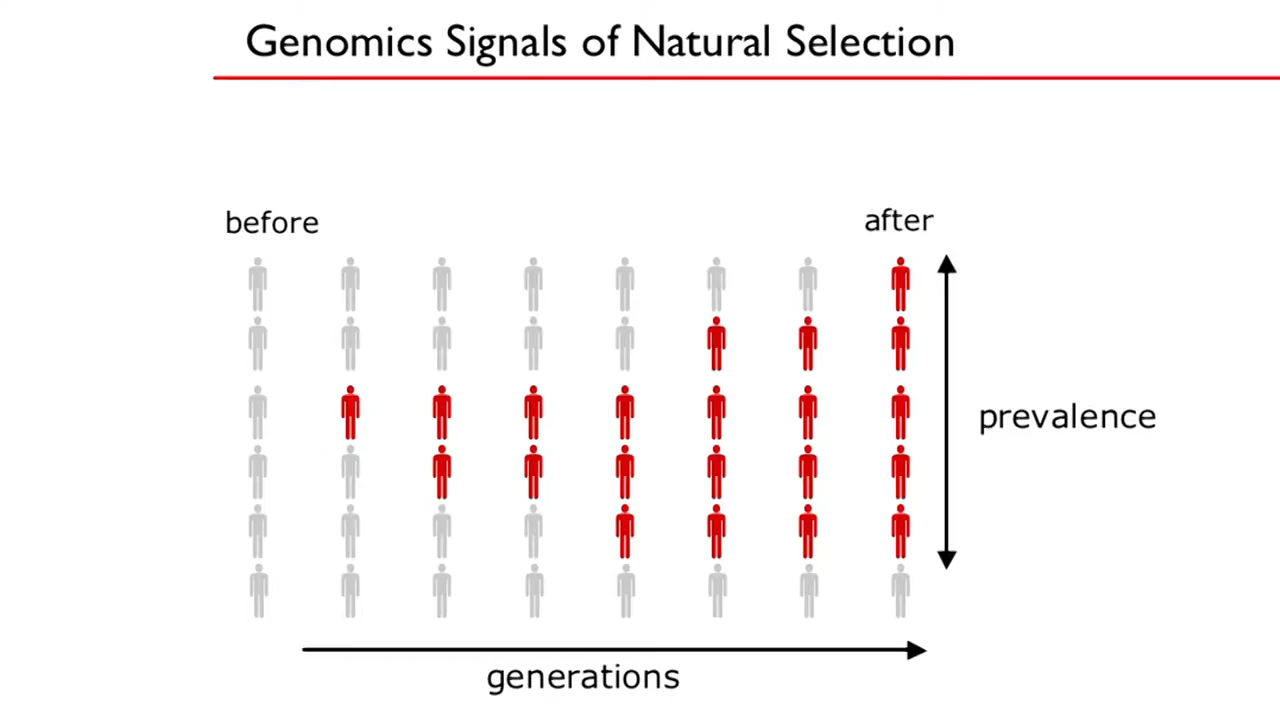 Genomics Signals of Natural Selection
before
after
prevalence
generations